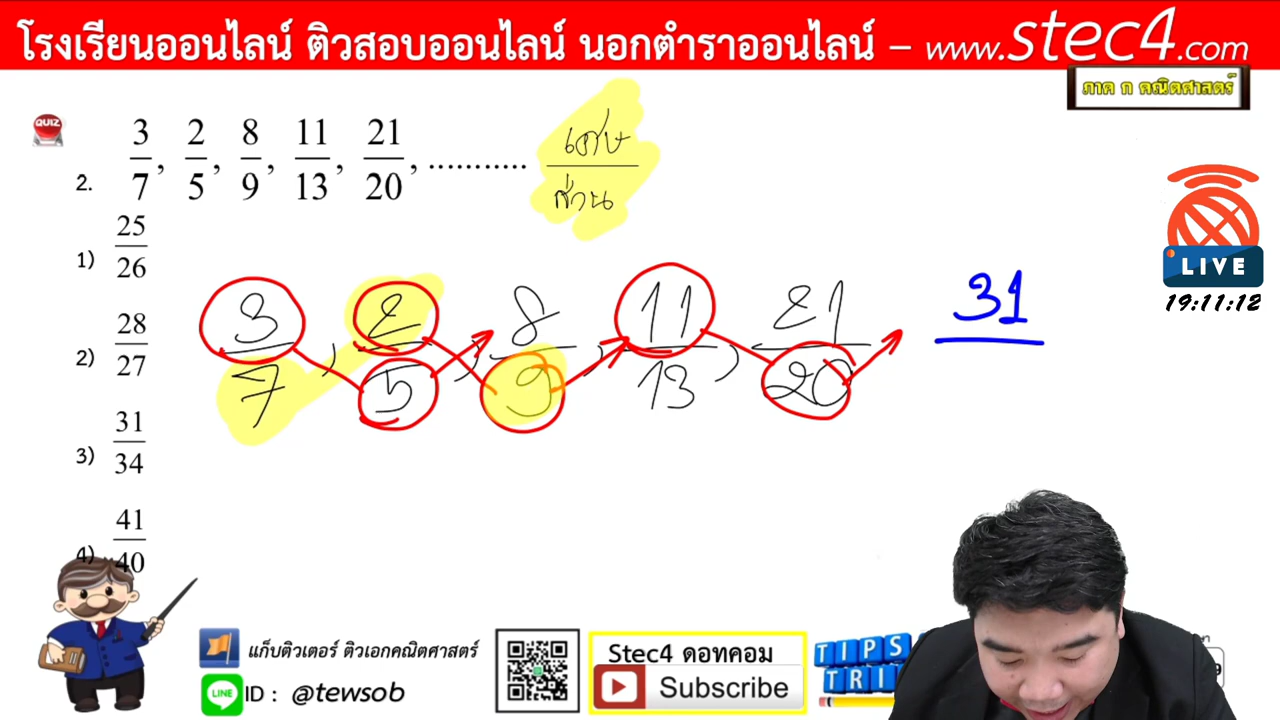 โรงเรียนออนไลน์ ติวสอบออนไลน์ นอกตำราออนไลน์ – www.stec4.com
ภาค ก คณิตศาสตร์
QUIZ
2. 3/7, 2/5, 8/9, 11/13, 21/20, ...........
เศษ
ส่วน
1) 25/26
2) 28/27
3) 31/34
4) 41/40
3/7, 2/5, 8/9, 11/13, 21/20
31
LIVE
19:11:12
แก็บติวเตอร์ ติวเอกคณิตศาสตร์
LINE ID : @tewsob
Stec4 ดอทคอม
Subscribe
TIPS
TRI